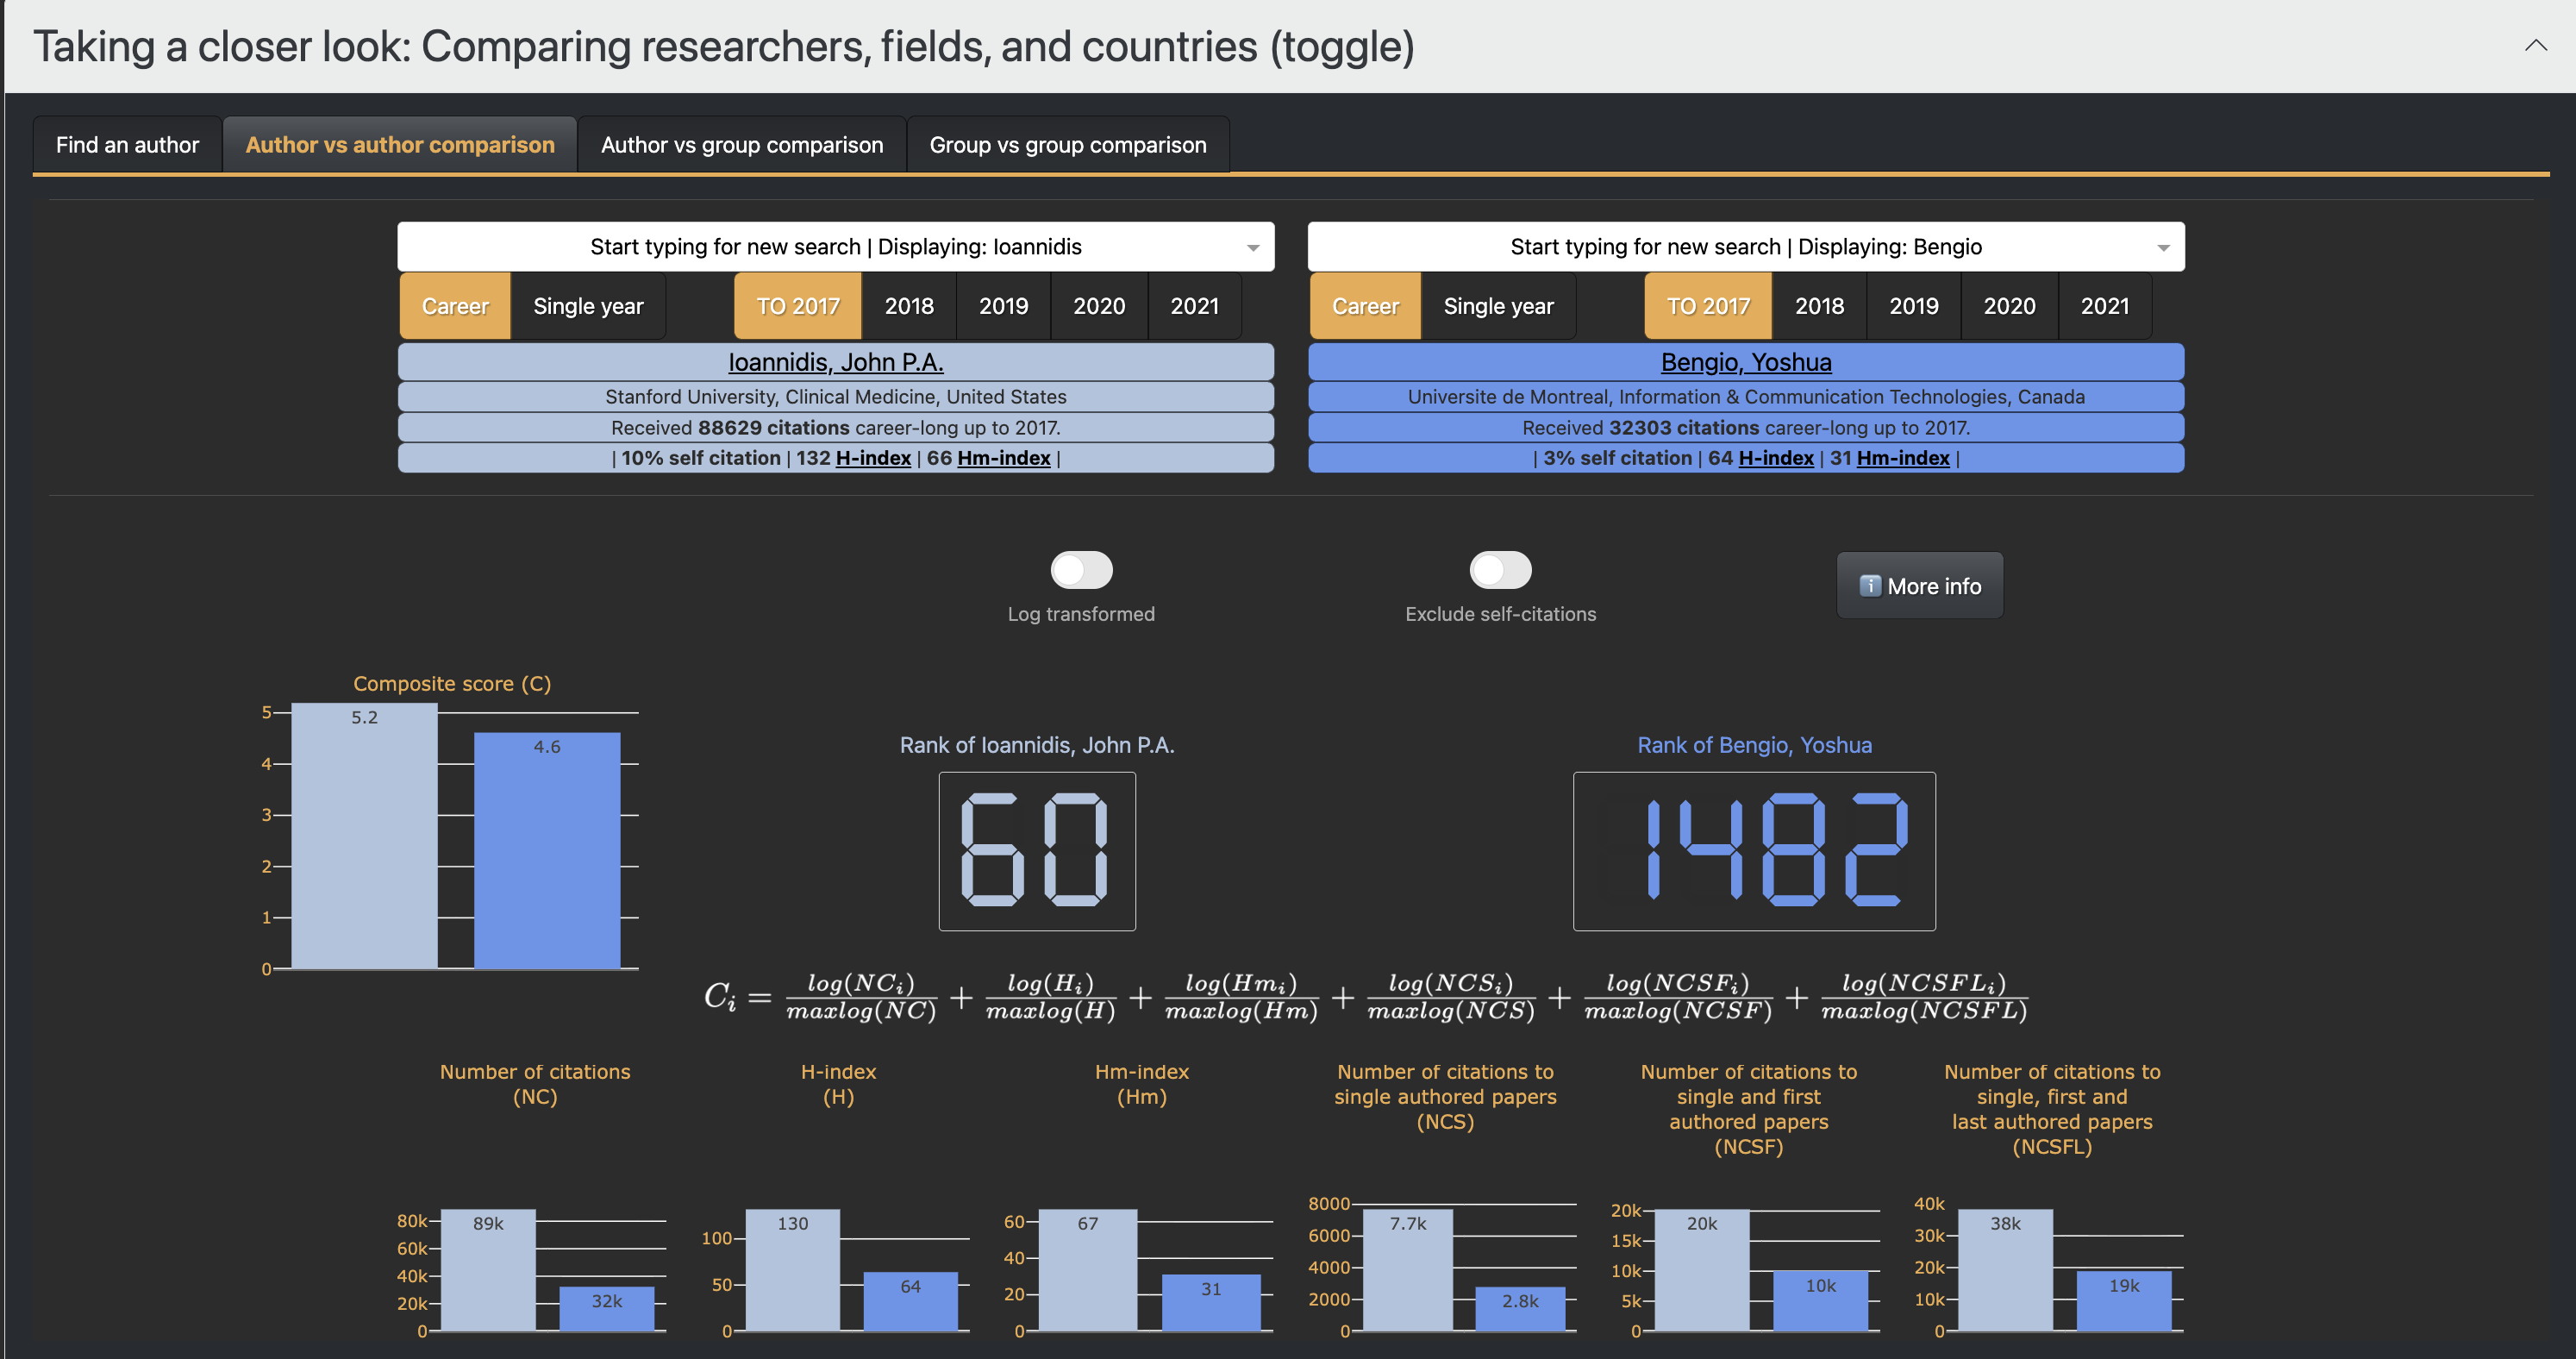 Taking a closer look: Comparing researchers, fields, and countries (toggle)
Find an author
Author vs author comparison
Author vs group comparison
Group vs group comparison
Start typing for new search | Displaying: Ioannidis
Start typing for new search | Displaying: Bengio
Career
Single year
TO 2017
2018
2019
2020
2021
Career
Single year
TO 2017
2018
2019
2020
2021
Ioannidis, John P.A.
Stanford University, Clinical Medicine, United States
Received 88629 citations career-long up to 2017.
| 10% self citation | 132 H-index | 66 Hm-index |
Bengio, Yoshua
Universite de Montreal, Information & Communication Technologies, Canada
Received 32303 citations career-long up to 2017.
| 3% self citation | 64 H-index | 31 Hm-index |
Log transformed
Exclude self-citations
i More info
Composite score (C)
5
4
3
2
1
0
5.2
4.6
Rank of Ioannidis, John P.A.
60
Rank of Bengio, Yoshua
1482
C_i = log(NC_i)/maxlog(NC) + log(H_i)/maxlog(H) + log(Hm_i)/maxlog(Hm) + log(NCS_i)/maxlog(NCS) + log(NCSF_i)/maxlog(NCSF) + log(NCSFL_i)/maxlog(NCSFL)
Number of citations
(NC)
80k
60k
40k
20k
0
89k
32k
H-index
(H)
100
50
0
130
64
Hm-index
(Hm)
60
40
20
0
67
31
Number of citations to
single authored papers
(NCS)
8000
6000
4000
2000
0
7.7k
2.8k
Number of citations to
single and first
authored papers
(NCSF)
20k
15k
10k
5k
0
20k
10k
Number of citations to
single, first and
last authored papers
(NCSFL)
40k
30k
20k
10k
0
38k
19k